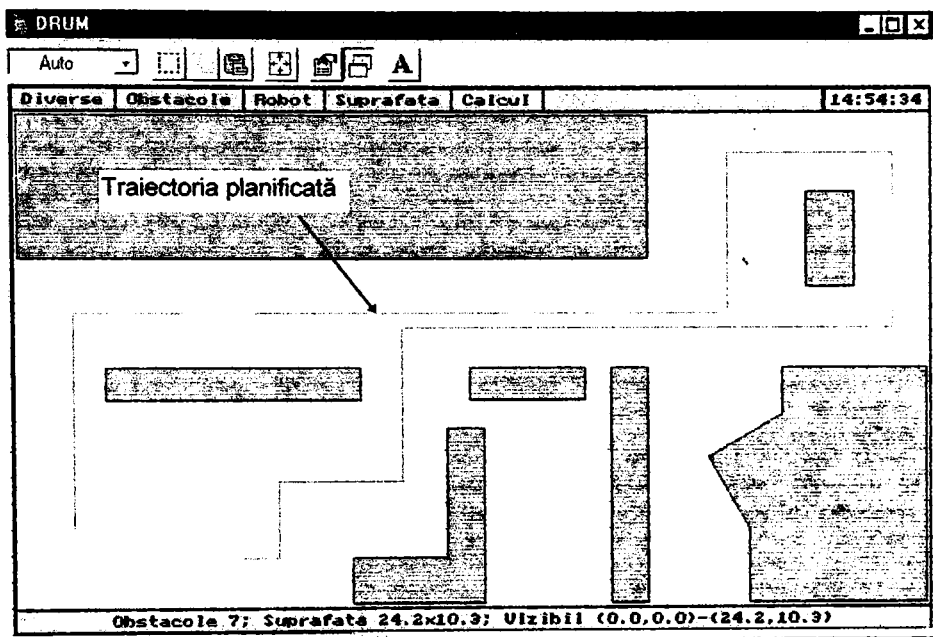 DRUM
Auto
A
Diverse Obstacole Robot Suprafata Calcul 14:54:34
Traiectoria planificată
Obstacole 7; Suprafata 24.2x10.3; Vizibil (0.0,0.0)-(24.2,10.3)